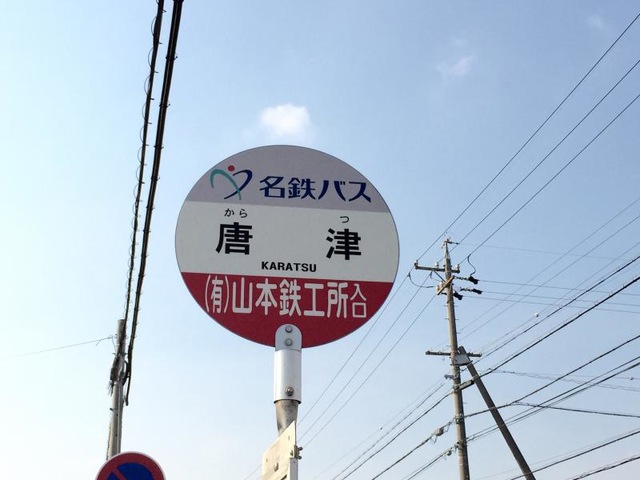 名鉄バス
から つ
唐 津
KARATSU
(有)山本鉄工所入口